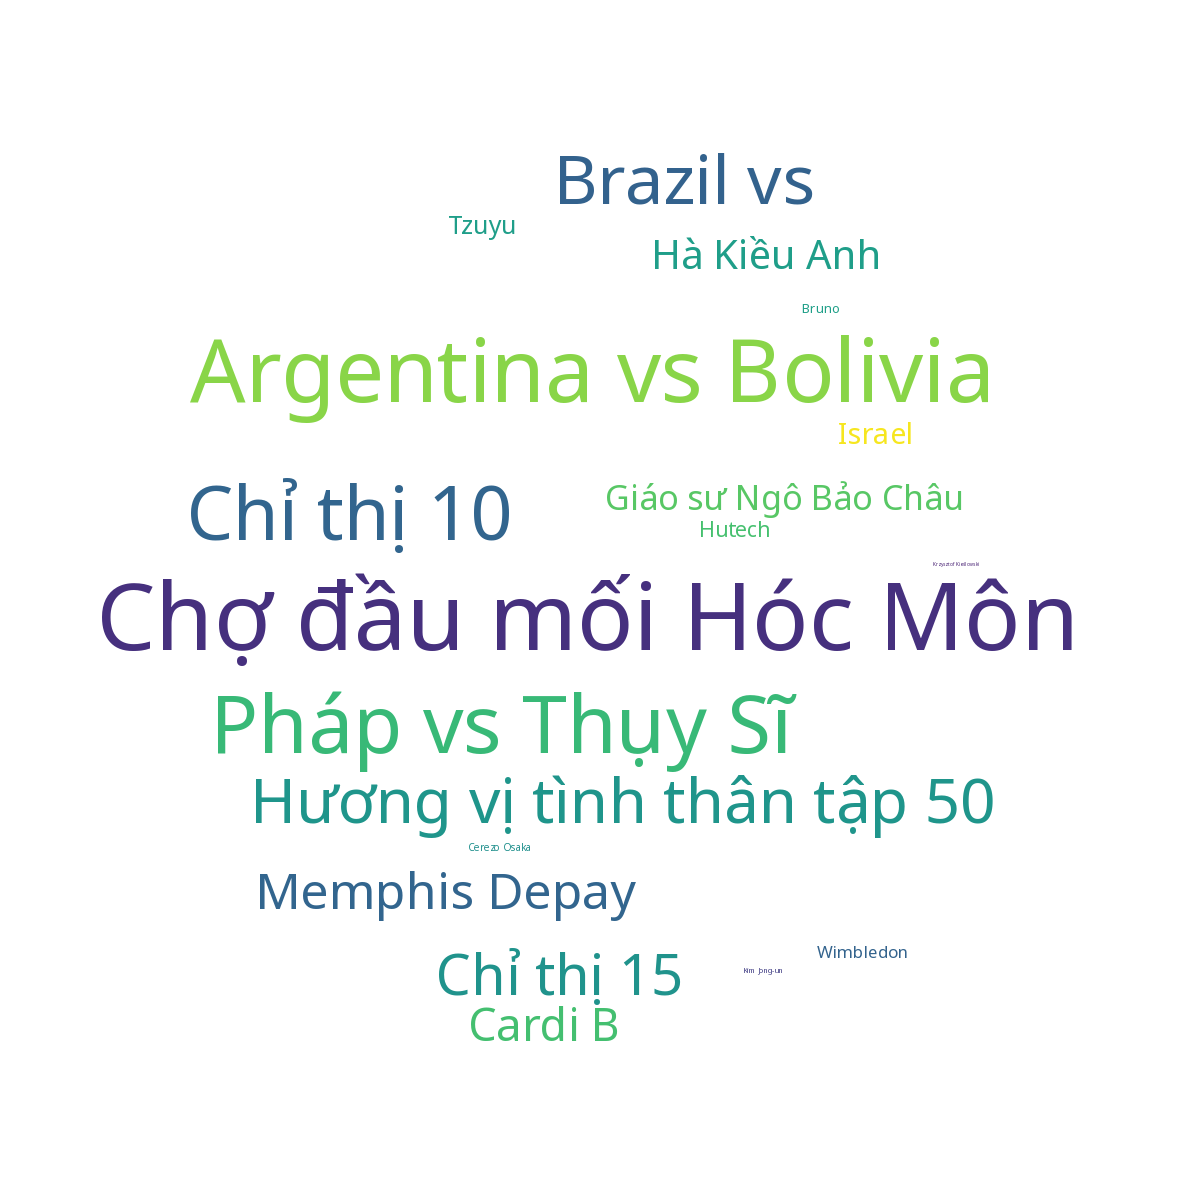 Brazil vs
Tzuyu
Hà Kiều Anh
Bruno
Argentina vs Bolivia
Israel
Chỉ thị 10
Giáo sư Ngô Bảo Châu
Hutech
Krzysztof Kieślowski
Chợ đầu mối Hóc Môn
Pháp vs Thụy Sĩ
Hương vị tình thân tập 50
Cerezo Osaka
Memphis Depay
Wimbledon
Chỉ thị 15
Kim Jong-un
Cardi B